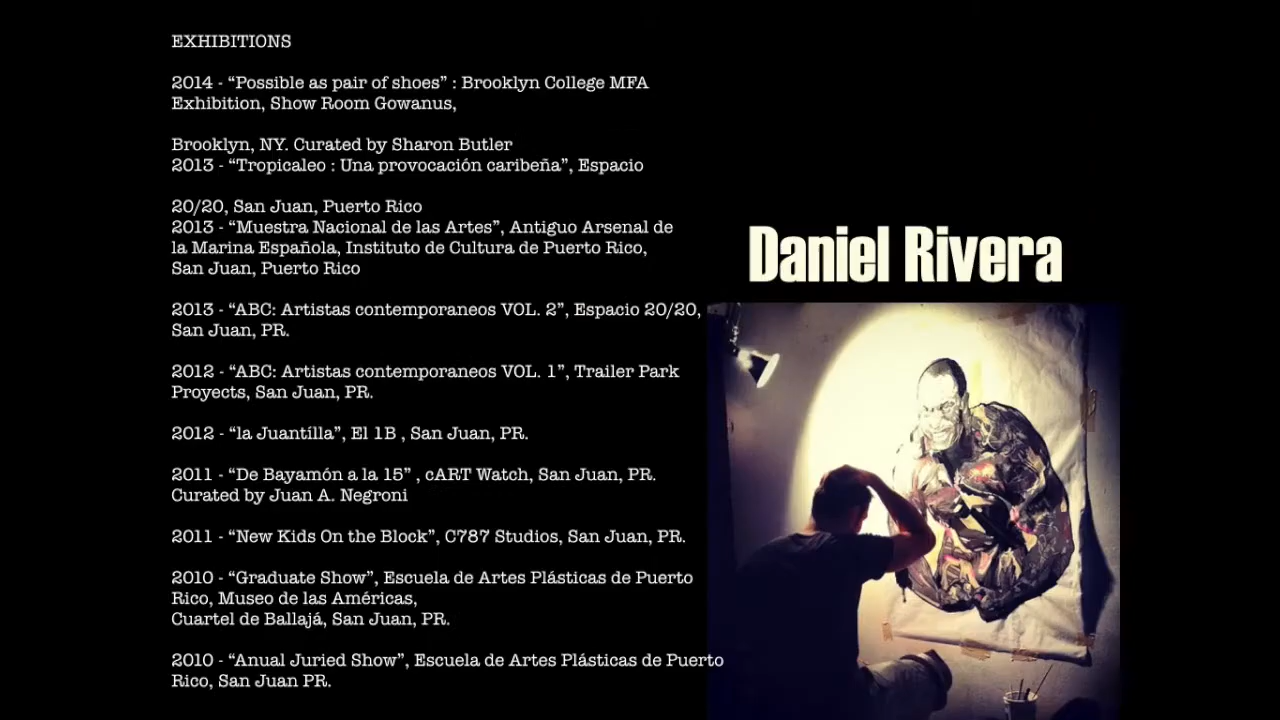 EXHIBITIONS
2014 - “Possible as pair of shoes” : Brooklyn College MFA
Exhibition, Show Room Gowanus,
Brooklyn, NY. Curated by Sharon Butler
2013 - “Tropicaleo : Una provocación caribeña”, Espacio
20/20, San Juan, Puerto Rico
2013 - “Muestra Nacional de las Artes”, Antiguo Arsenal de
la Marina Española, Instituto de Cultura de Puerto Rico,
San Juan, Puerto Rico
2013 - “ABC: Artistas contemporaneos VOL. 2”, Espacio 20/20,
San Juan, PR.
2012 - “ABC: Artistas contemporaneos VOL. 1”, Trailer Park
Proyects, San Juan, PR.
2012 - “la Juantílla”, El 1B , San Juan, PR.
2011 - “De Bayamón a la 15” , cART Watch, San Juan, PR.
Curated by Juan A. Negroni
2011 - “New Kids On the Block”, C787 Studios, San Juan, PR.
2010 - “Graduate Show”, Escuela de Artes Plásticas de Puerto
Rico, Museo de las Américas,
Cuartel de Ballajá, San Juan, PR.
2010 - “Anual Juried Show”, Escuela de Artes Plásticas de Puerto
Rico, San Juan PR.
Daniel Rivera